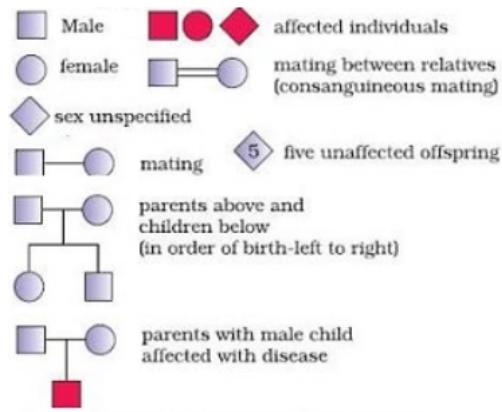 Male
affected individuals
female
mating between relatives
(consanguineous mating)
sex unspecified
5
five unaffected offspring
mating
parents above and
children below
(in order of birth-left to right)
parents with male child
affected with disease